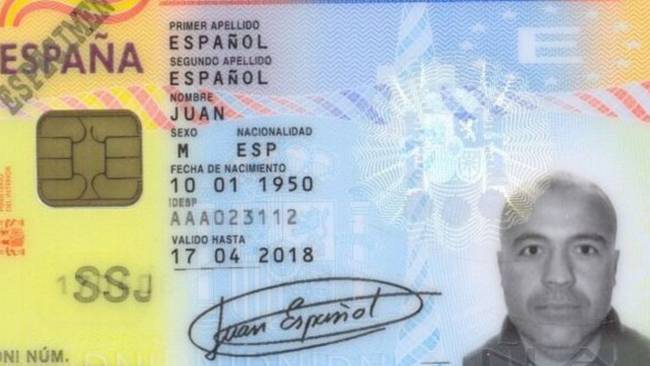 ESPAÑA
PRIMER APELLIDO
ESPAÑOL
SEGUNDO APELLIDO
ESPAÑOL
NOMBRE
JUAN
SEXO NACIONALIDAD
M ESP
FECHA DE NACIMIENTO
10 01 1950
IDESP
AAA023112
VALIDO HASTA
17 04 2018
SSJ
Juan Español
DNI NÚM.